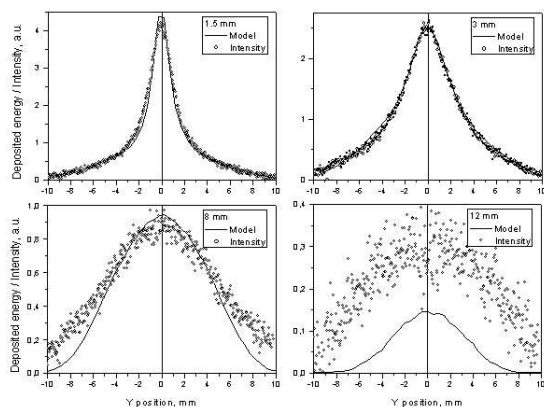 Deposited energy / Intensity, a.u.
4
3
2
1
0
1.5 mm
Model
Intensity
-10 -8 -6 -4 -2 0 2 4 6 8 10
2
1
0
3 mm
Model
Intensity
-10 -8 -6 -4 -2 0 2 4 6 8 10
Deposited energy / Intensity, a.u.
1,0
0,8
0,6
0,4
0,2
0,0
8 mm
Model
Intensity
-10 -8 -6 -4 -2 0 2 4 6 8 10
Y position, mm
0,4
0,3
0,2
0,1
0,0
12 mm
Model
Intensity
-10 -8 -6 -4 -2 0 2 4 6 8 10
Y position, mm